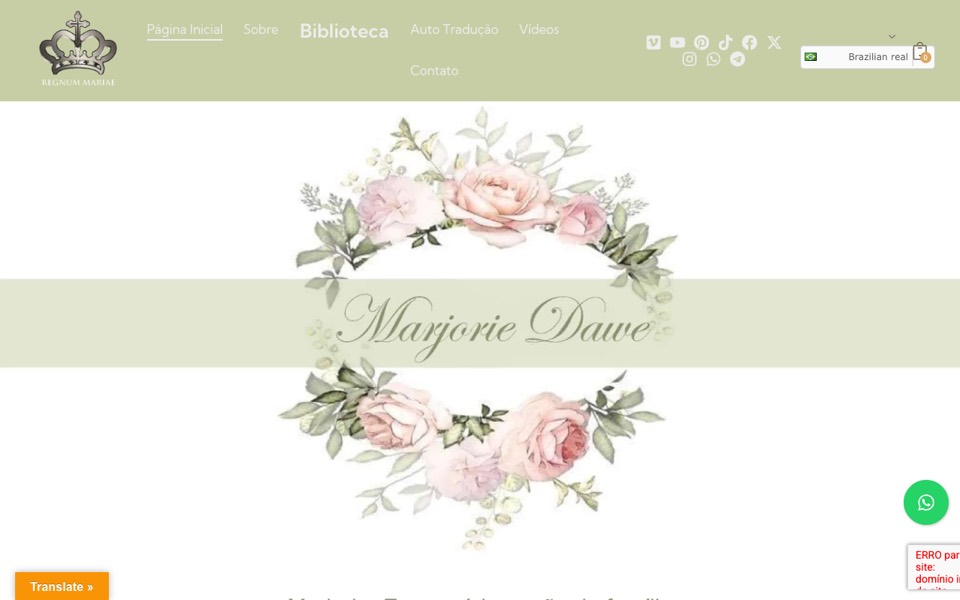 Página Inicial
Sobre
Biblioteca
Auto Tradução
Vídeos
Contato
REGNUM MARIAE
Brazilian real
0
Marjorie Dawe
ERRO par
site:
domínio i
Translate »